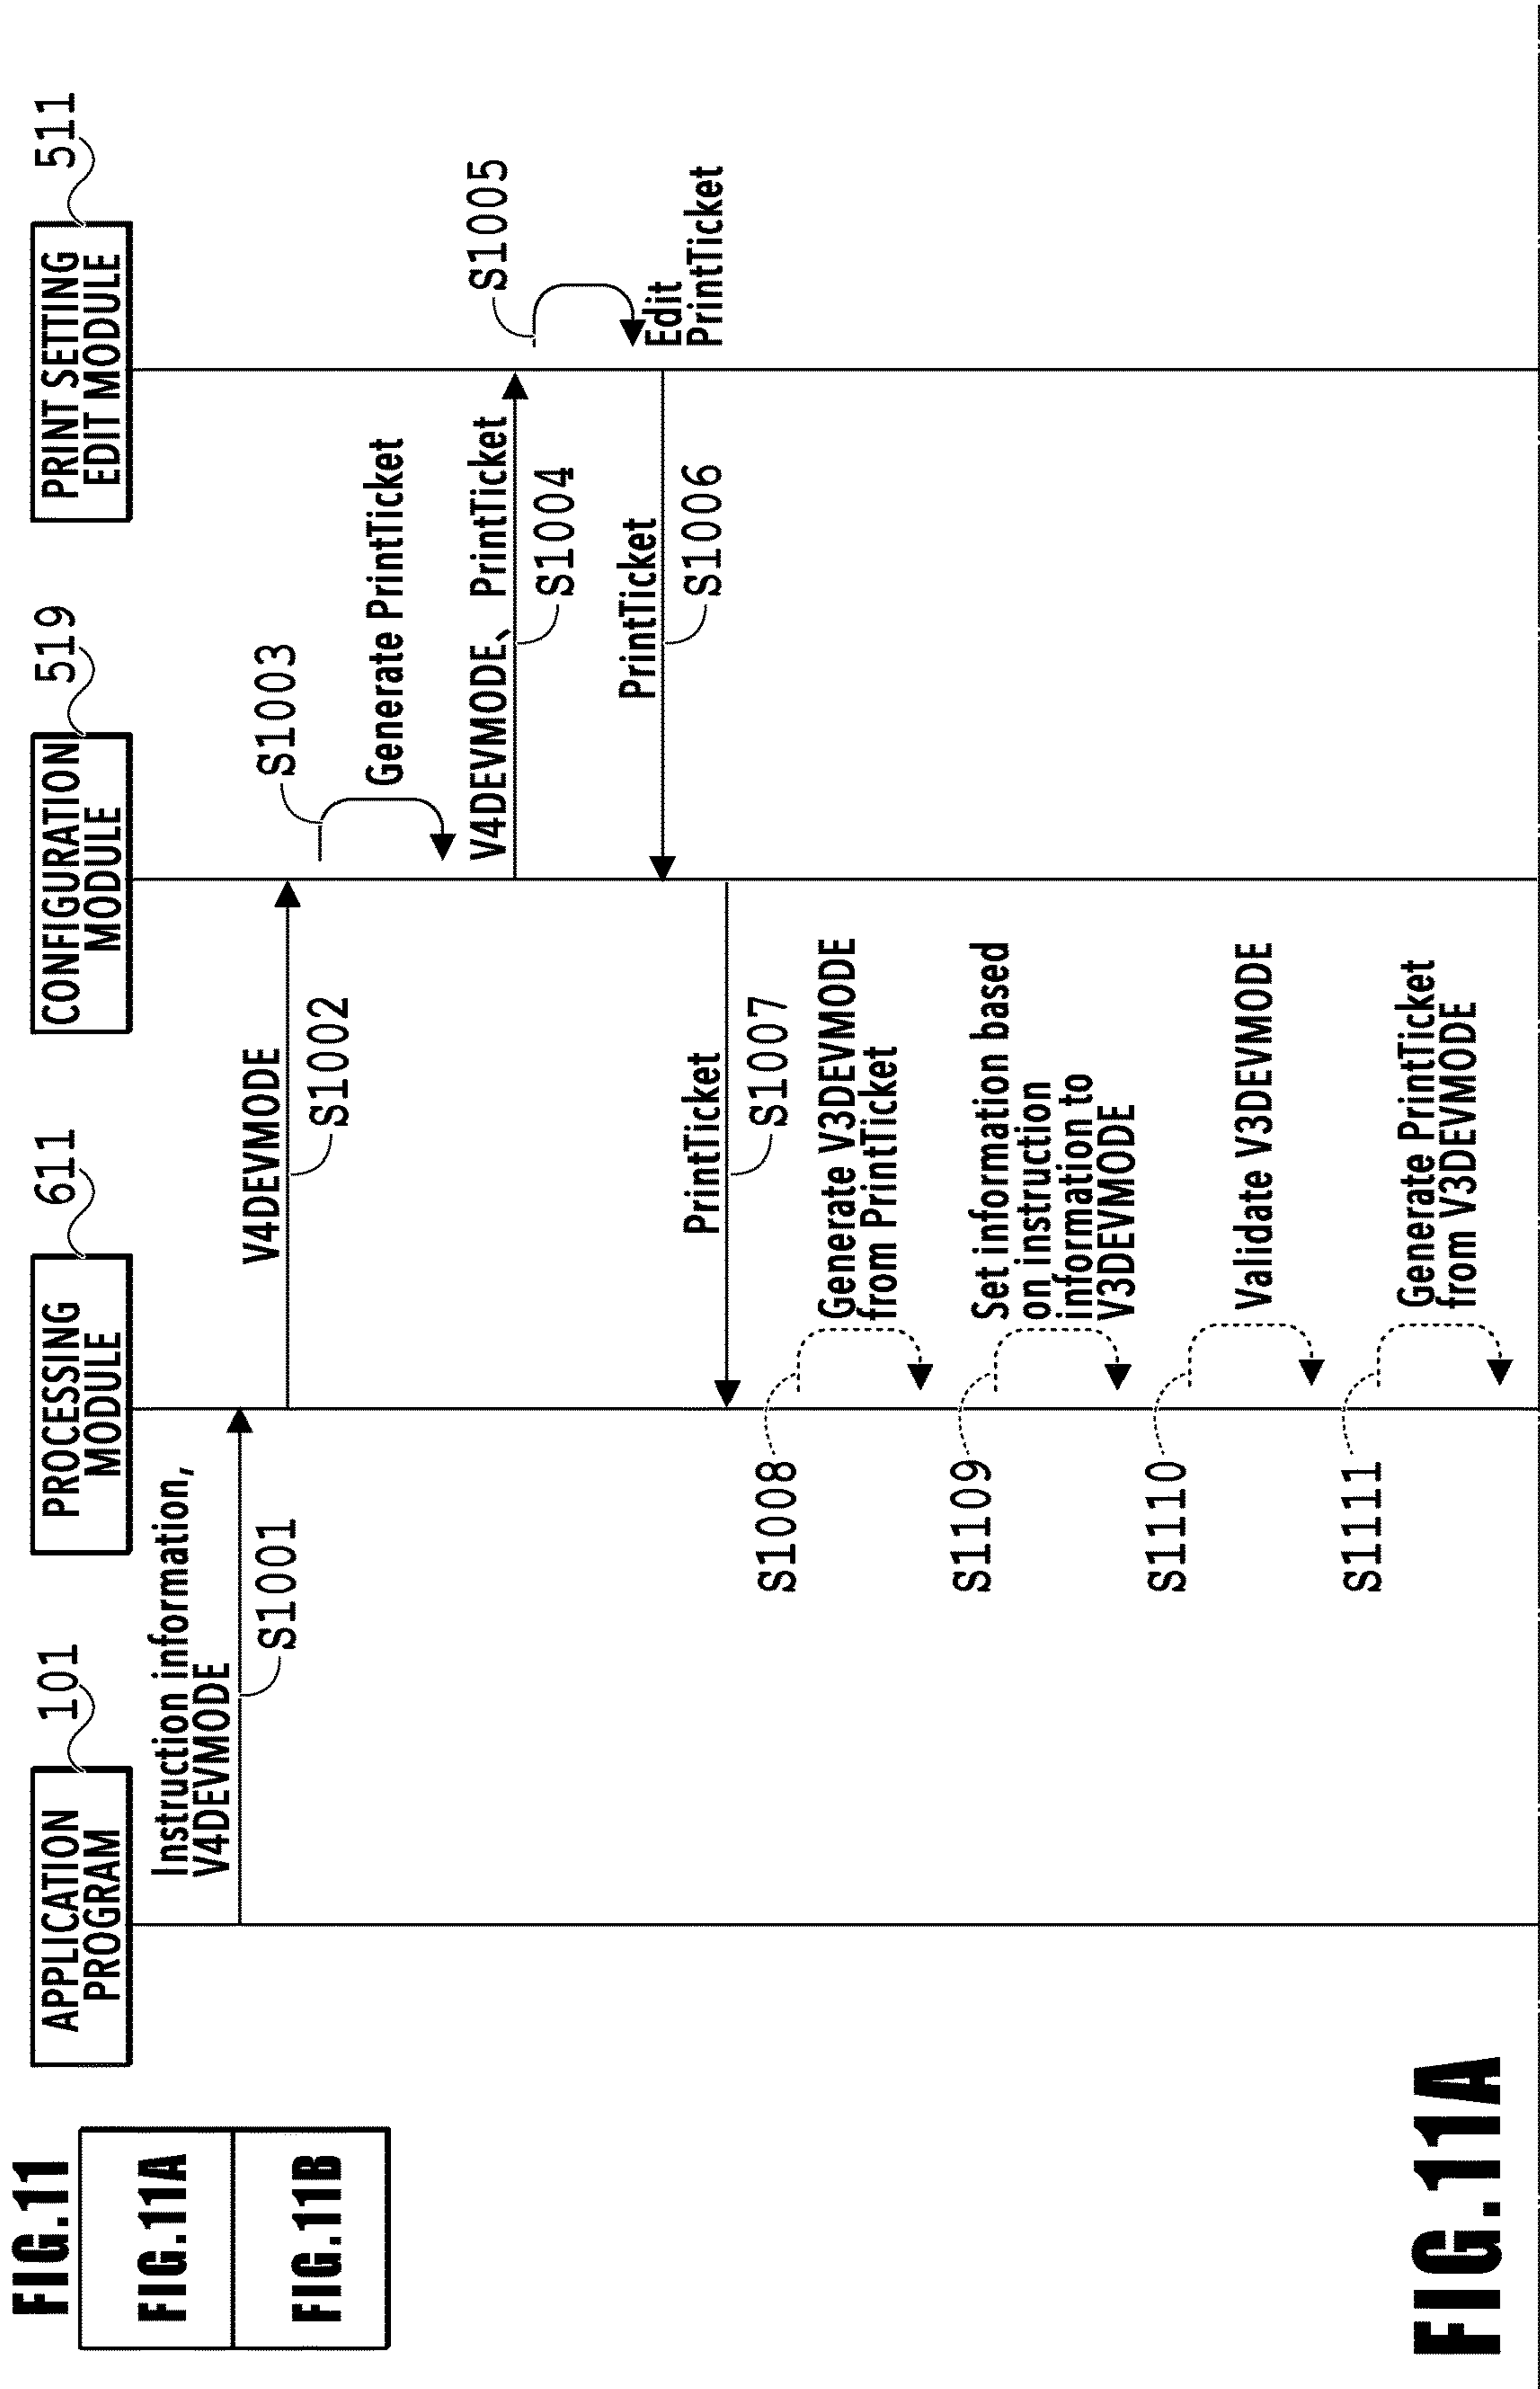 FIG.11
FIG.11A
FIG.11B
APPLICATION
PROGRAM
101
PROCESSING
MODULE
611
CONFIGURATION
MODULE
519
PRINT SETTING
EDIT MODULE
511
Instruction information,
V4DEVMODE
S1001
V4DEVMODE
S1002
S1003
Generate PrintTicket
V4DEVMODE、PrintTicket
S1004
S1005
Edit
PrintTicket
PrintTicket
S1006
PrintTicket
S1007
S1008
Generate V3DEVMODE
from PrintTicket
S1109
Set information based
on instruction
information to
V3DEVMODE
S1110
Validate V3DEVMODE
S1111
Generate PrintTicket
from V3DEVMODE
FIG.11A